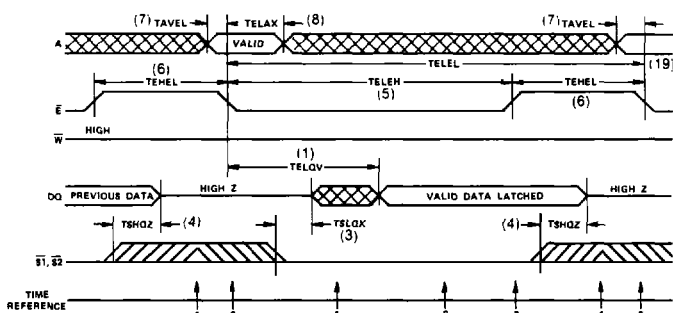 (7) TAVEL TELAX (8) (7) TAVEL
A VALID
TELEL (19)
(6) TEHEL TELEH (5) TEHEL (6)
E
HIGH
W
(1) TELQV
DQ PREVIOUS DATA HIGH Z VALID DATA LATCHED HIGH Z
TSHQZ (4) TSLQX (3) (4) TSHQZ
S1, S2
TIME
REFERENCE